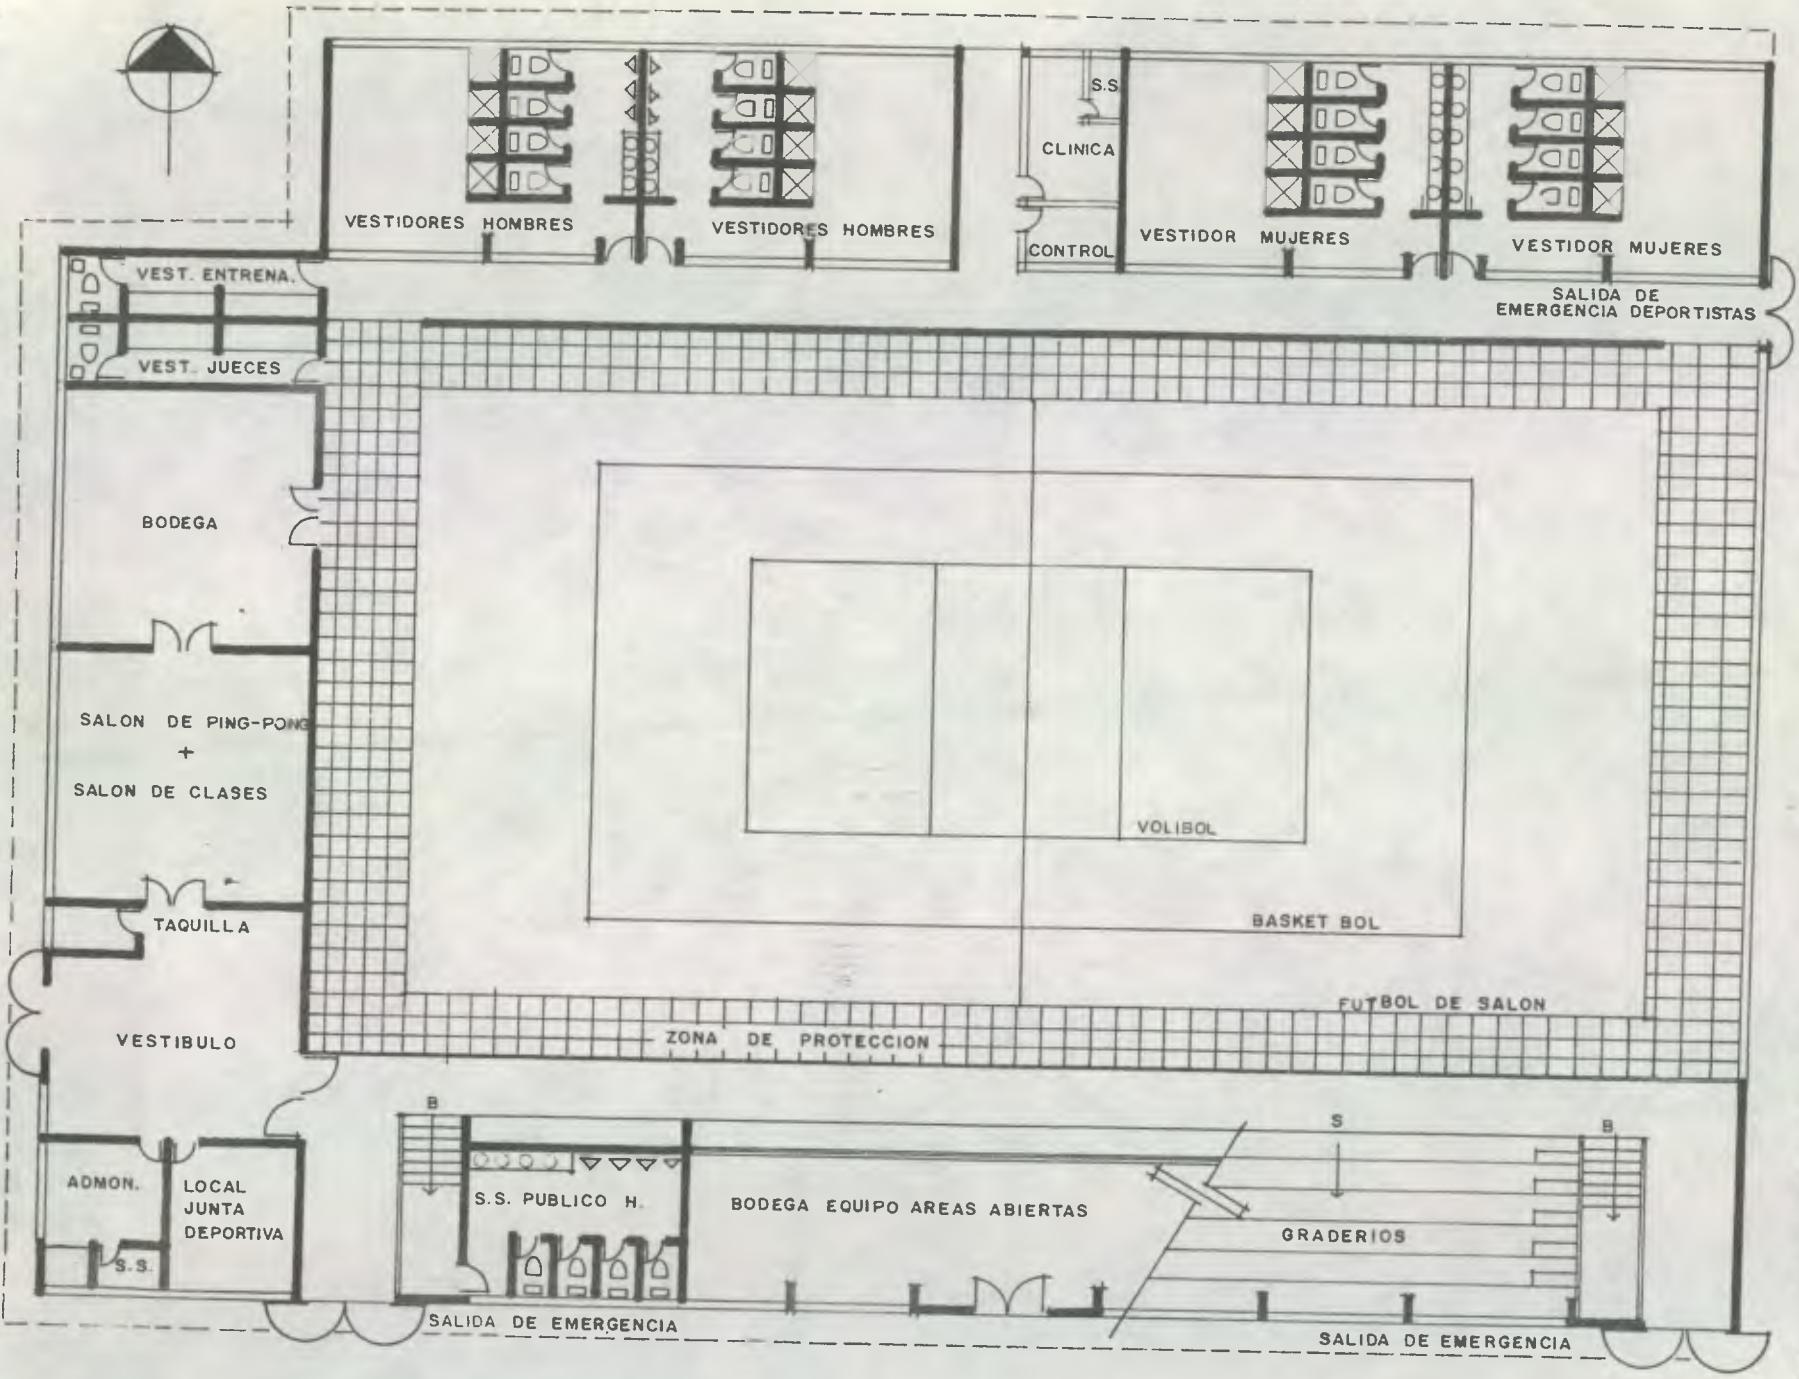 S.S.
CLINICA
VESTIDORES HOMBRES
VESTIDORES HOMBRES
CONTROL
VESTIDOR MUJERES
VESTIDOR MUJERES
VEST. ENTRENA.
SALIDA DE
EMERGENCIA DEPORTISTAS
VEST. JUECES
BODEGA
SALON DE PING-PONG
+
SALON DE CLASES
VOLIBOL
TAQUILLA
BASKET BOL
FUTBOL DE SALON
VESTIBULO
ZONA DE PROTECCION
B
S
B
ADMON.
LOCAL
JUNTA
DEPORTIVA
S.S. PUBLICO H.
BODEGA EQUIPO AREAS ABIERTAS
GRADERIOS
S.S.
SALIDA DE EMERGENCIA
SALIDA DE EMERGENCIA